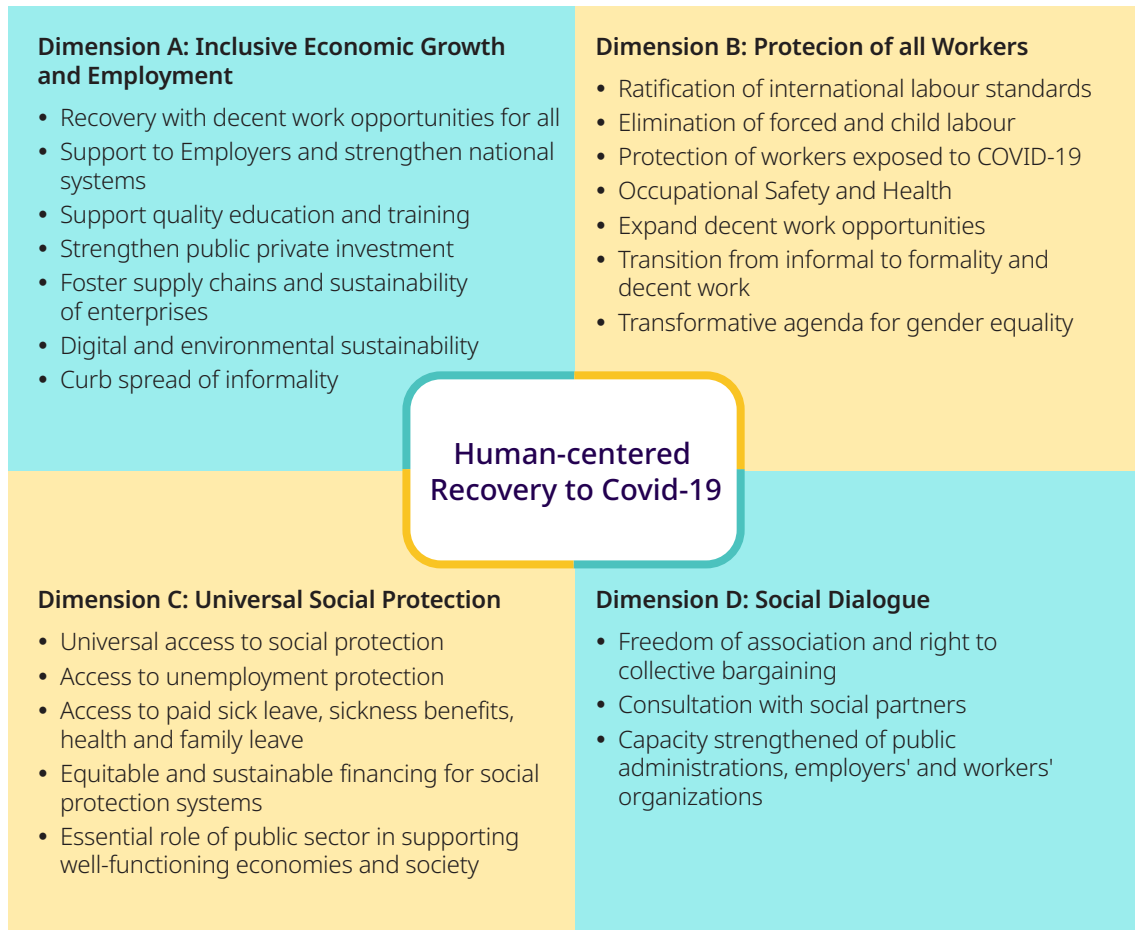 Dimension A: Inclusive Economic Growth
and Employment
• Recovery with decent work opportunities for all
• Support to Employers and strengthen national
systems
• Support quality education and training
• Strengthen public private investment
• Foster supply chains and sustainability
of enterprises
• Digital and environmental sustainability
• Curb spread of informality
Dimension B: Protecion of all Workers
• Ratification of international labour standards
• Elimination of forced and child labour
• Protection of workers exposed to COVID-19
• Occupational Safety and Health
• Expand decent work opportunities
• Transition from informal to formality and
decent work
• Transformative agenda for gender equality
Human-centered
Recovery to Covid-19
Dimension C: Universal Social Protection
• Universal access to social protection
• Access to unemployment protection
• Access to paid sick leave, sickness benefits,
health and family leave
• Equitable and sustainable financing for social
protection systems
• Essential role of public sector in supporting
well-functioning economies and society
Dimension D: Social Dialogue
• Freedom of association and right to
collective bargaining
• Consultation with social partners
• Capacity strengthened of public
administrations, employers' and workers'
organizations